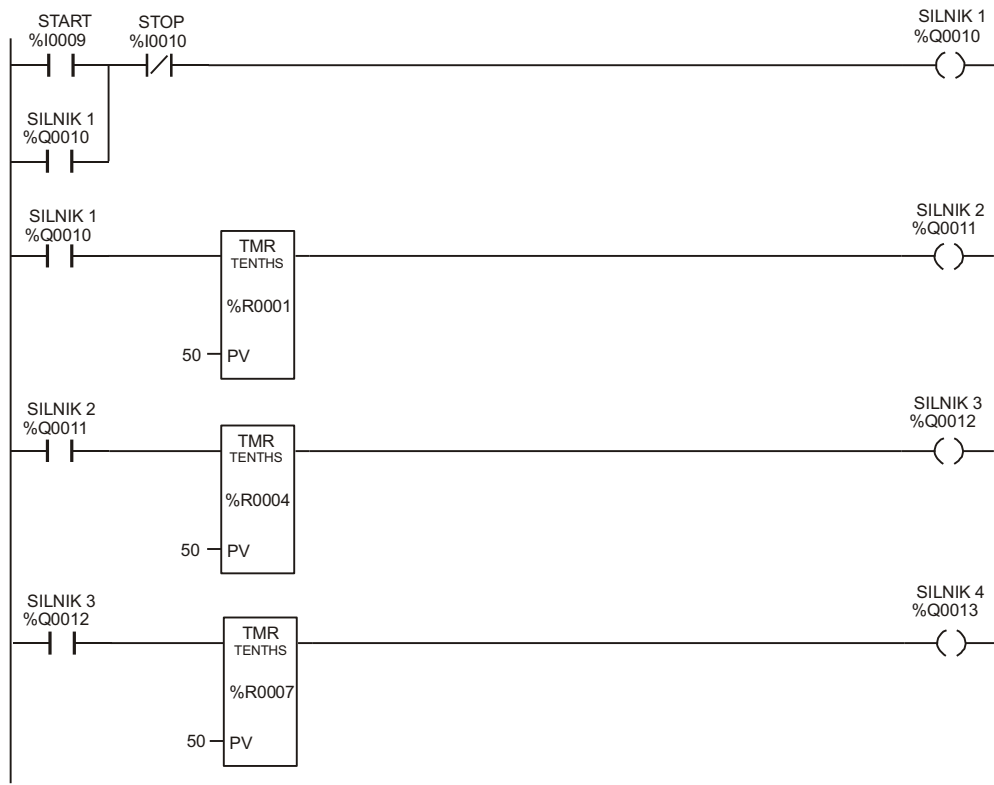 START
%I0009
STOP
%I0010
SILNIK 1
%Q0010
SILNIK 1
%Q0010
SILNIK 1
%Q0010
TMR
TENTHS
%R0001
50
PV
SILNIK 2
%Q0011
SILNIK 2
%Q0011
TMR
TENTHS
%R0004
50
PV
SILNIK 3
%Q0012
SILNIK 3
%Q0012
TMR
TENTHS
%R0007
50
PV
SILNIK 4
%Q0013